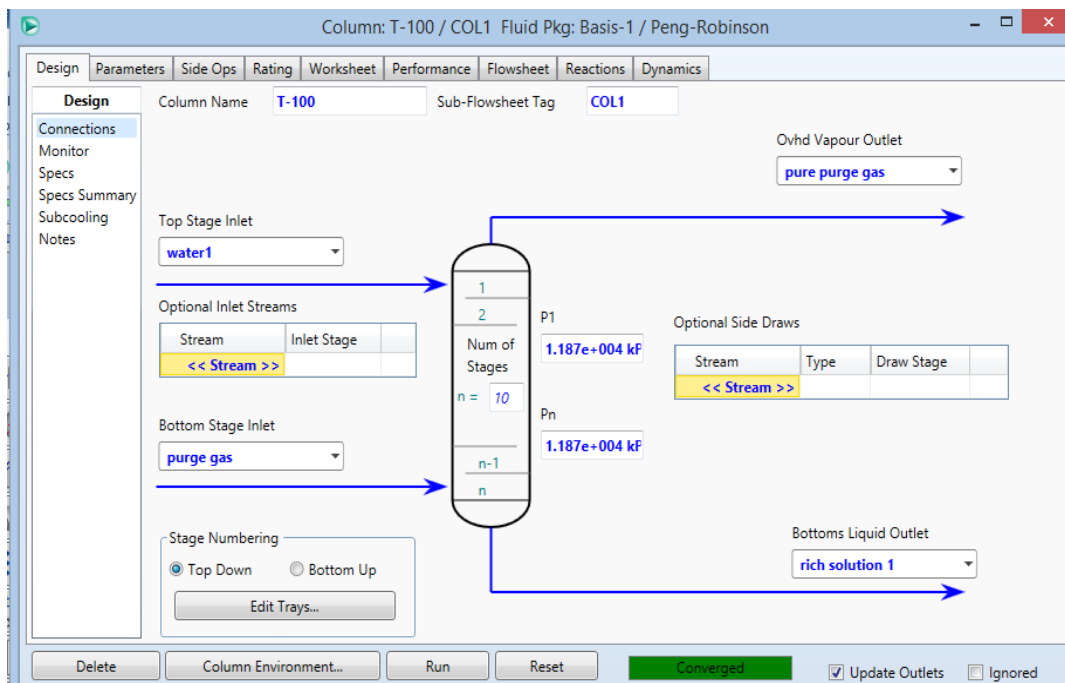 Column: T-100 / COL1 Fluid Pkg: Basis-1 / Peng-Robinson
Design Parameters Side Ops Rating Worksheet Performance Flowsheet Reactions Dynamics
Design
Connections
Monitor
Specs
Specs Summary
Subcooling
Notes
Column Name T-100 Sub-Flowsheet Tag COL1
Ovhd Vapour Outlet
pure purge gas
Top Stage Inlet
water1
Optional Inlet Streams
Stream Inlet Stage
<< Stream >>
Bottom Stage Inlet
purge gas
1
2
Num of
Stages
n = 10
n-1
n
P1
1.187e+004 kP
Pn
1.187e+004 kP
Optional Side Draws
Stream Type Draw Stage
<< Stream >>
Stage Numbering
Top Down Bottom Up
Edit Trays...
Bottoms Liquid Outlet
rich solution 1
Delete Column Environment... Run Reset Converged Update Outlets Ignored